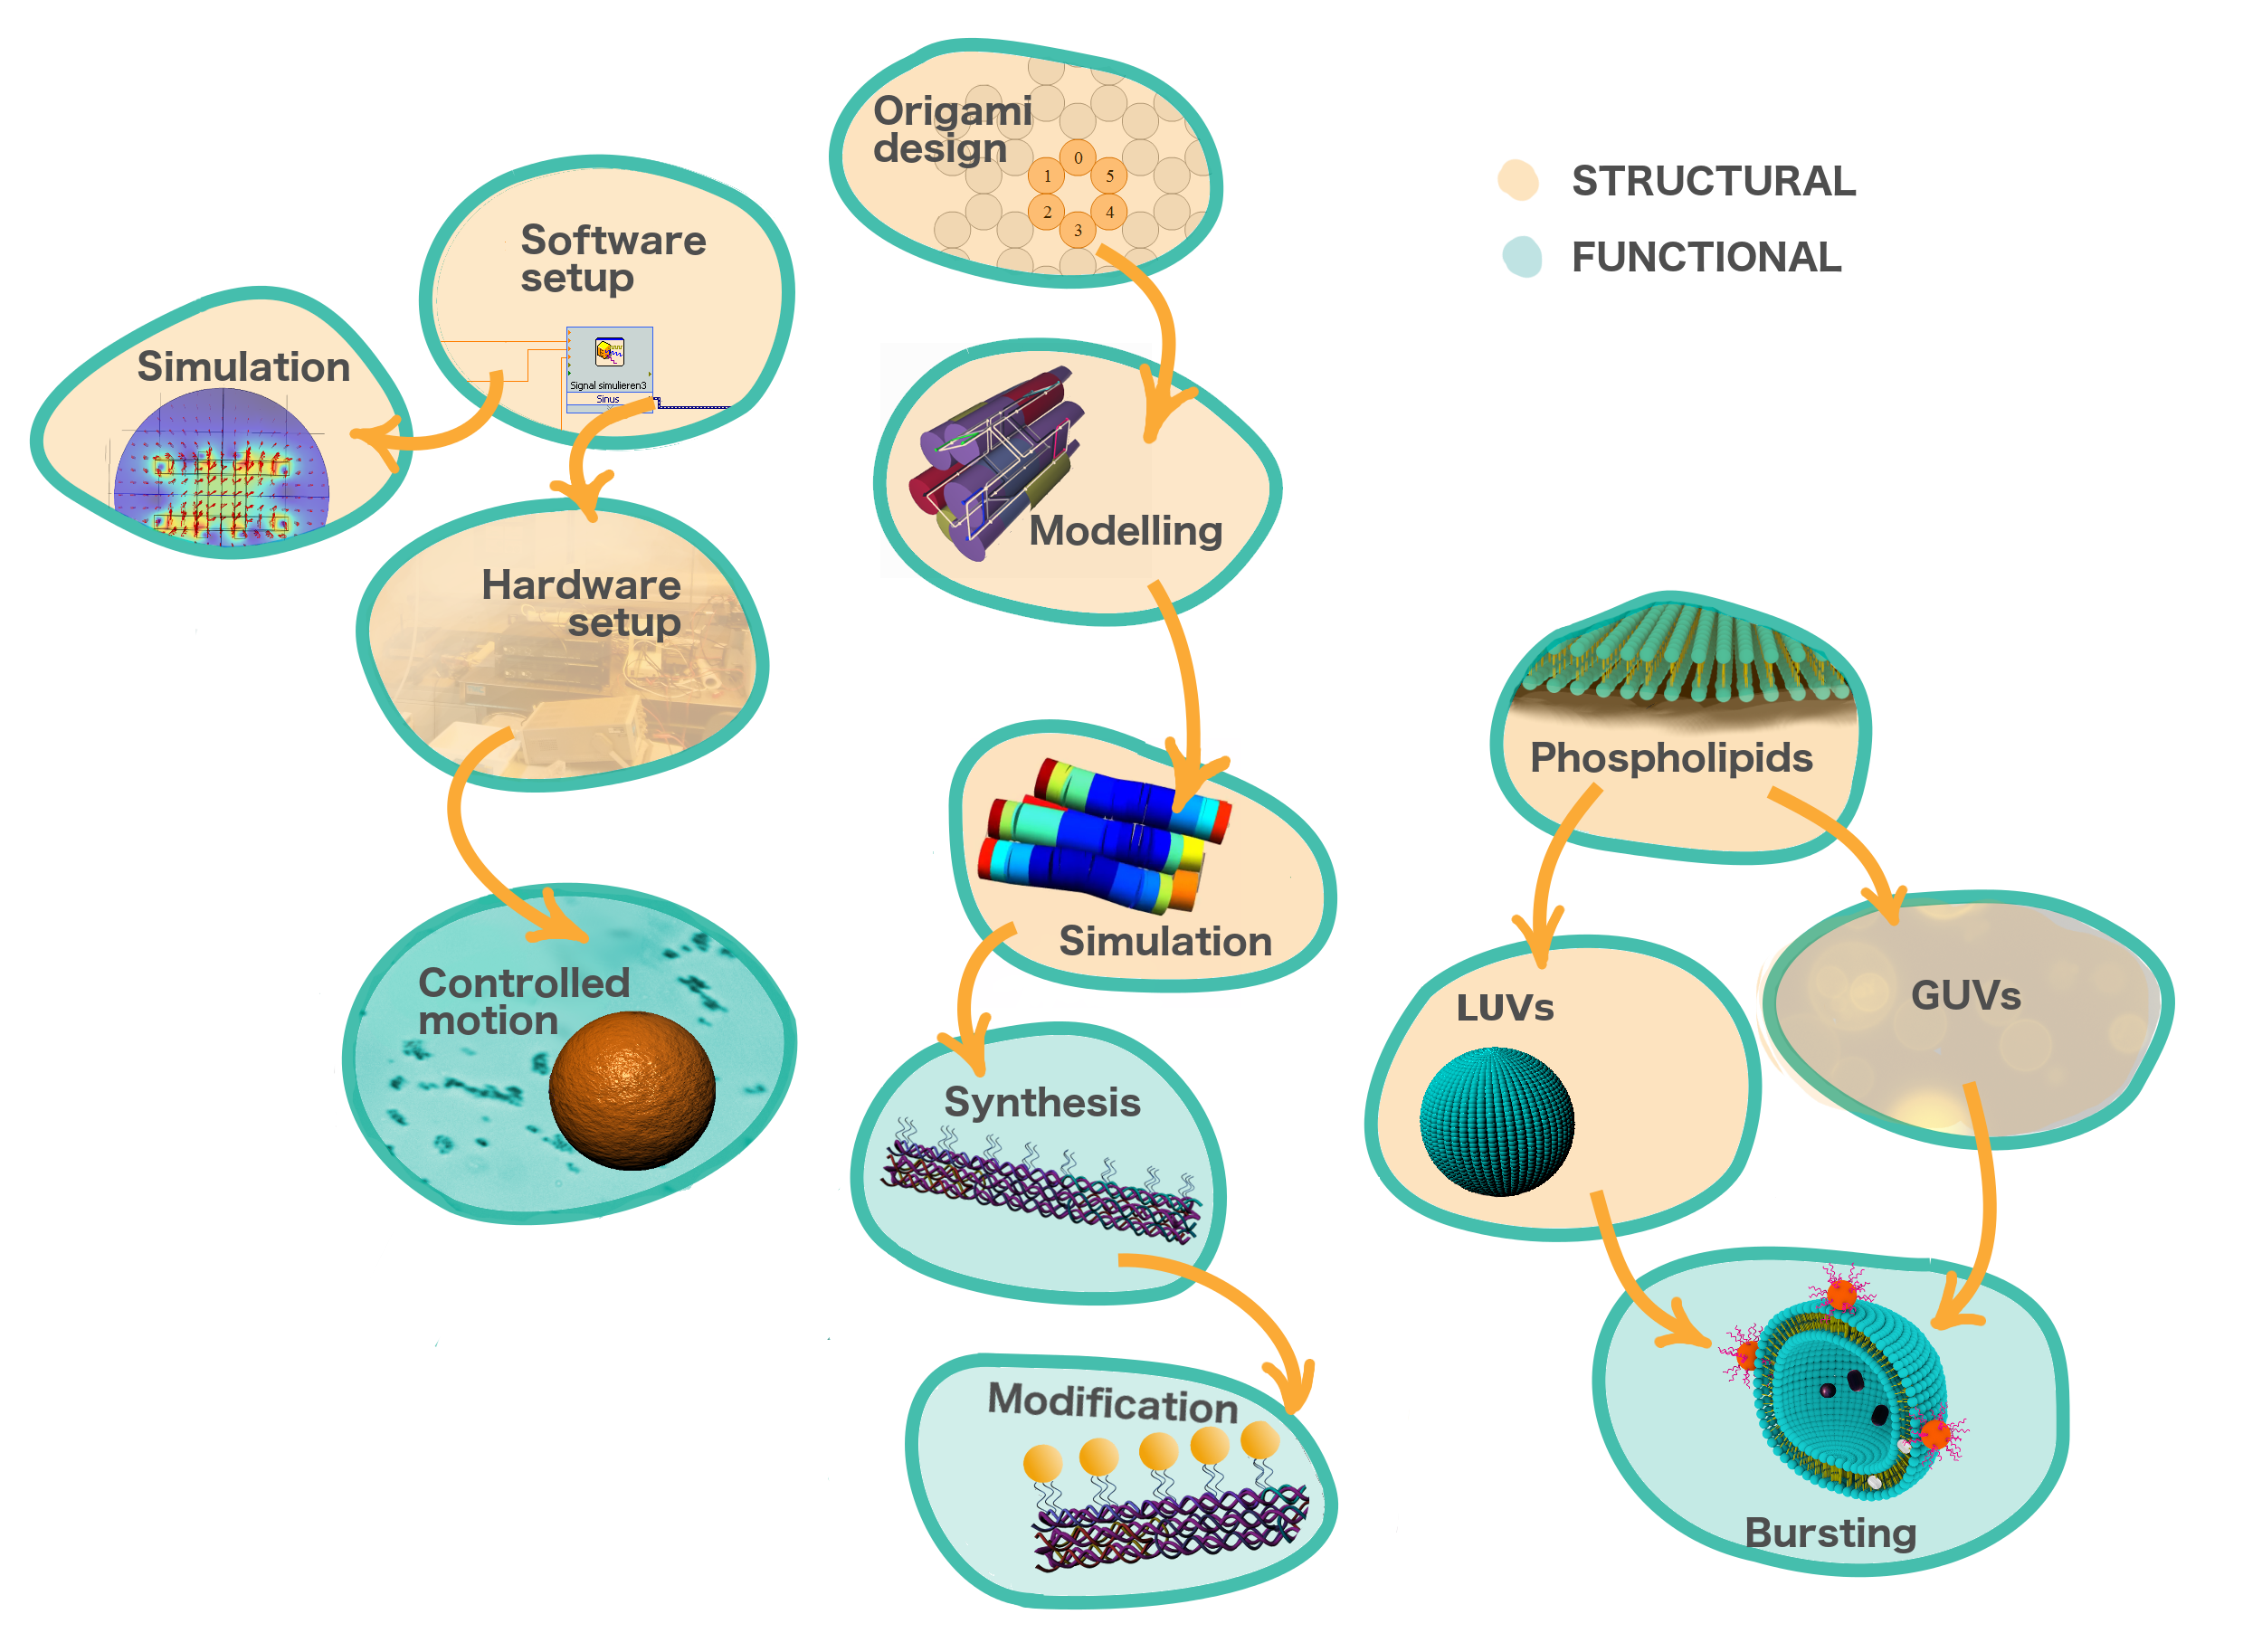 Origami
design
0
1
5
2
4
3
STRUCTURAL
FUNCTIONAL
Software
setup
Signal simulieren3
Sinus
Simulation
Modelling
Hardware
setup
Phospholipids
Simulation
Controlled
motion
LUVs
GUVs
Synthesis
Modification
Bursting